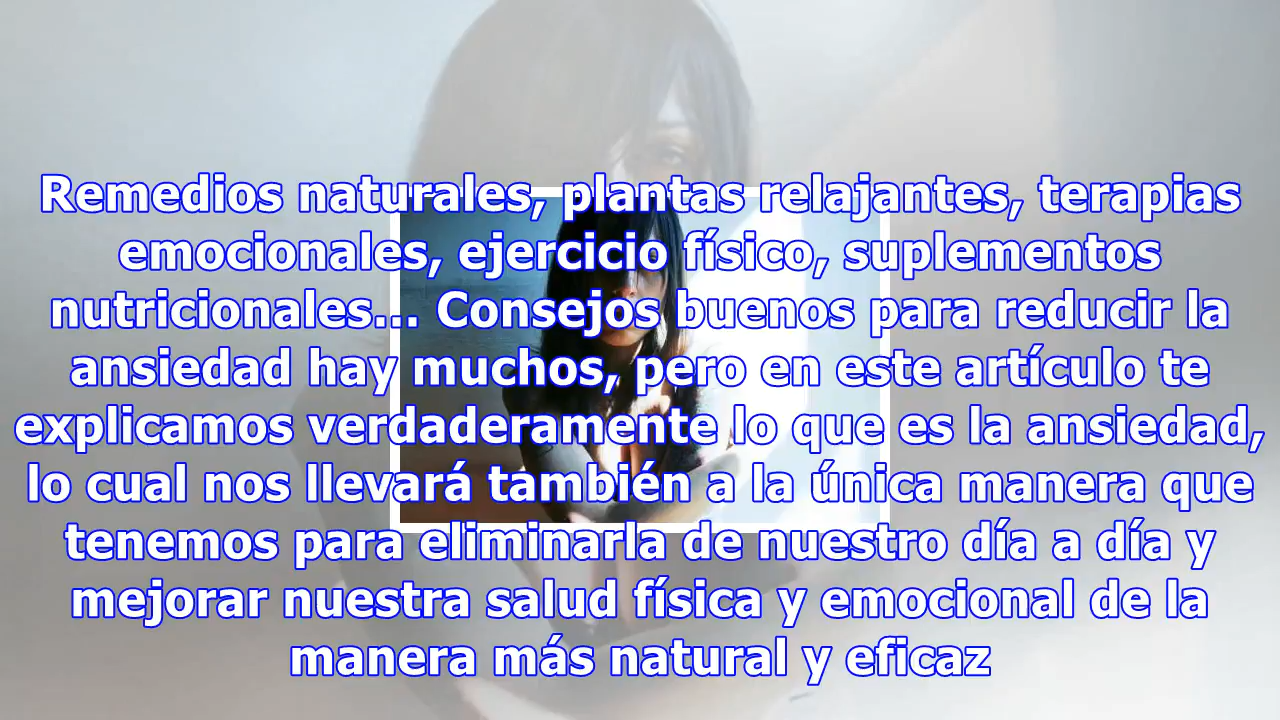 Remedios naturales, plantas relajantes, terapias
emocionales, ejercicio físico, suplementos
nutricionales... Consejos buenos para reducir la
ansiedad hay muchos, pero en este artículo te
explicamos verdaderamente lo que es la ansiedad,
lo cual nos llevará también a la única manera que
tenemos para eliminarla de nuestro día a día y
mejorar nuestra salud física y emocional de la
manera más natural y eficaz